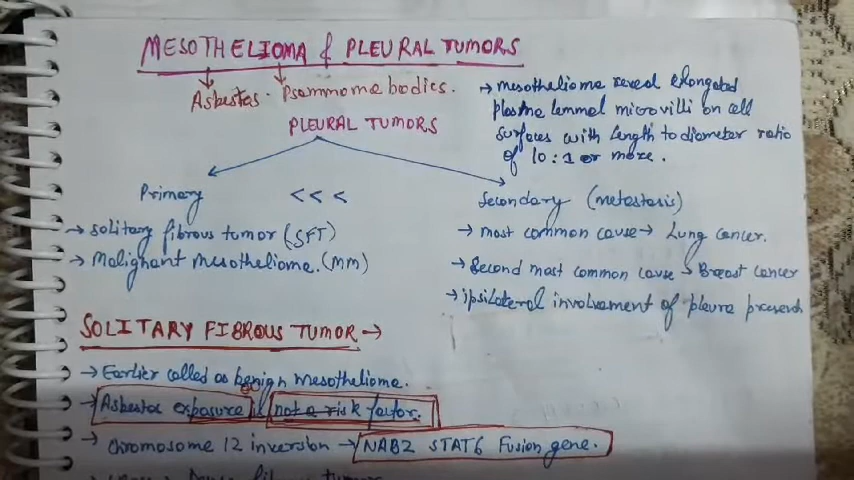 MESOTHELIOMA & PLEURAL TUMORS
Asbestas. Psammoma bodies.
→ mesothelioma reveal elongated
plasma lemmal microvilli on cell
surfaces with length to diameter ratio
of 10:1 or more.
PLEURAL TUMORS
Primary <<< Secondary (metastasis)
→ solitary fibrous tumor (SFT)
→ Malignant mesothelioma. (MM)
→ most common cause → Lung cancer.
→ Second most common cause → Breast cancer
→ ipsilateral involvement of pleura present
SOLITARY FIBROUS TUMOR →
→ Earlier called as benign mesothelioma.
→ Asbestos exposure is not a risk factor.
→ Chromosome 12 inversion → NAB2 STAT6 Fusion gene.